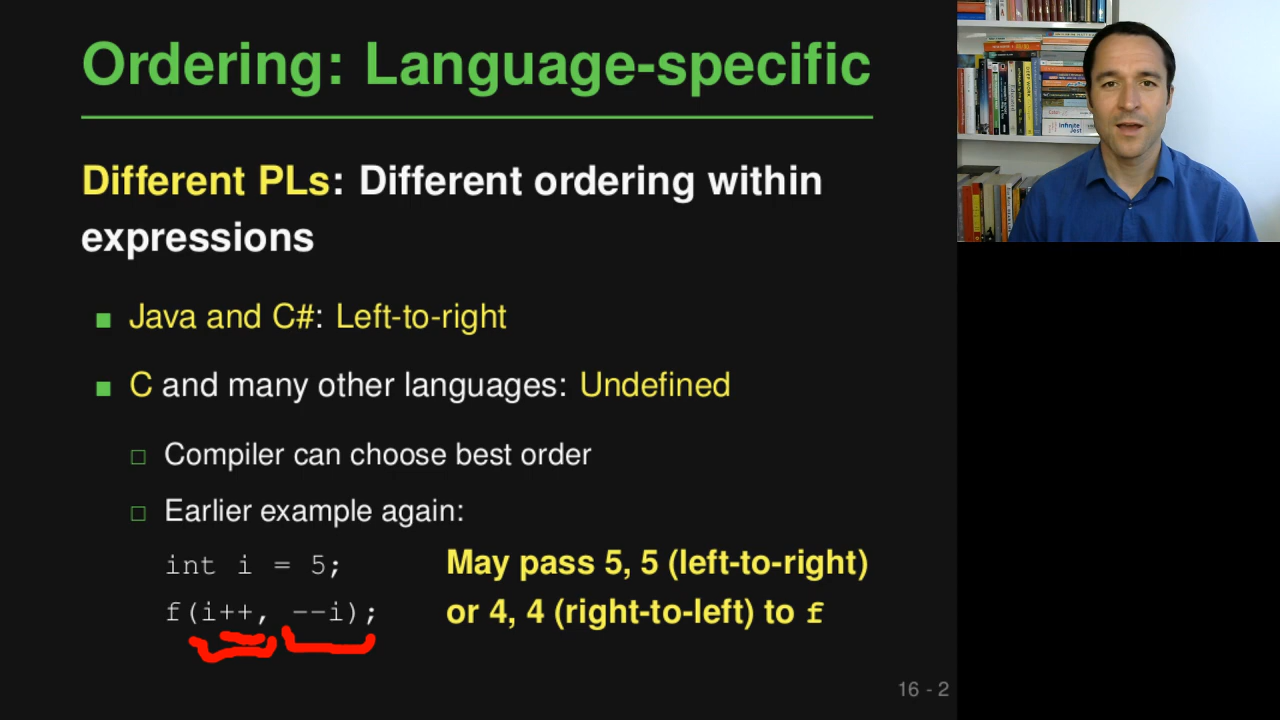 Ordering: Language-specific
Different PLs: Different ordering within
expressions
Java and C#: Left-to-right
C and many other languages: Undefined
Compiler can choose best order
Earlier example again:
int i = 5;
f(i++, --i);
May pass 5, 5 (left-to-right)
or 4, 4 (right-to-left) to f
16 - 2
Infinite
Jest